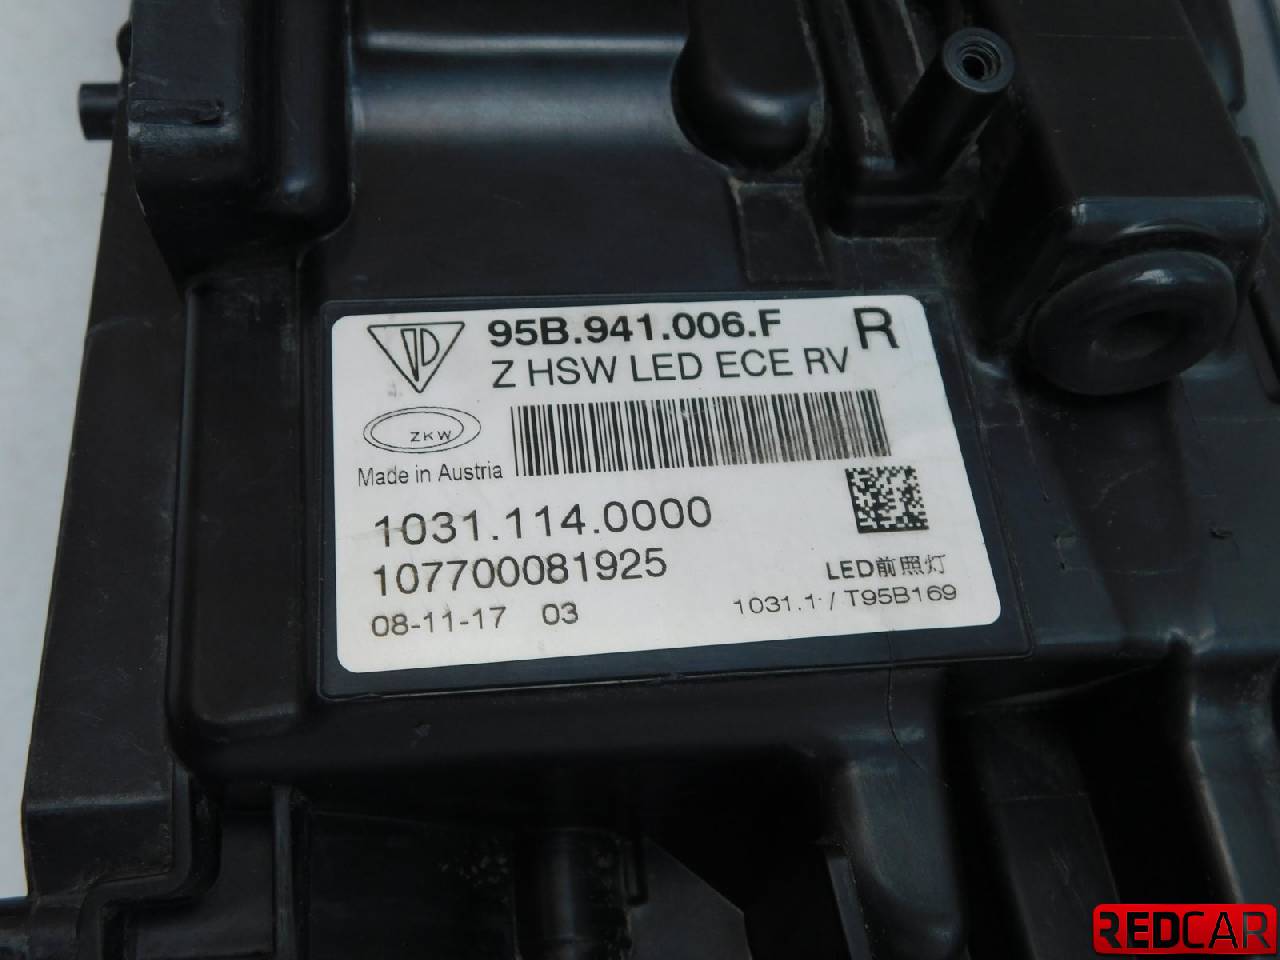 95B.941.006.F R
Z HSW LED ECE RV
ZKW
Made in Austria
1031.114.0000
107700081925
LED前照灯
08-11-17 03
1031.1 / T95B169
REDCAR